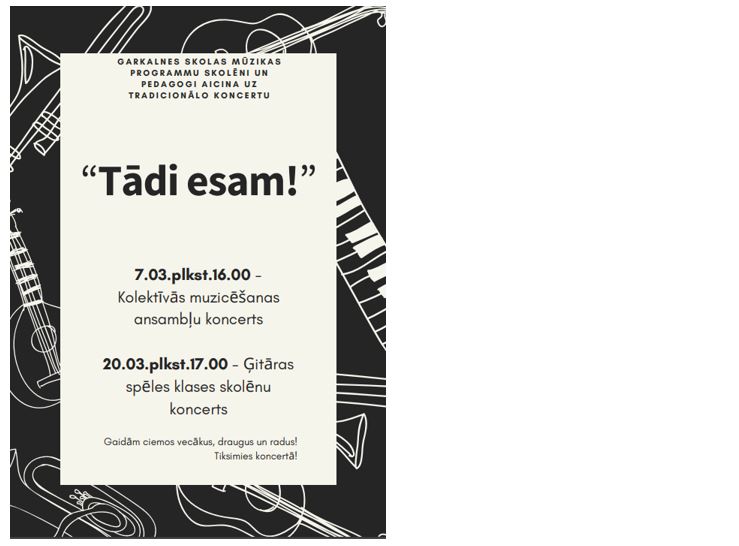 GARKALNES SKOLAS MŪZIKAS
PROGRAMMU SKOLĒNI UN
PEDAGOGI AICINA UZ
TRADICIONĀLO KONCERTU
“Tādi esam!”
7.03.plkst.16.00 -
Kolektīvās muzicēšanas
ansambļu koncerts
20.03.plkst.17.00 - Ģitāras
spēles klases skolēnu
koncerts
Gaidām ciemos vecākus, draugus un radus!
Tiksimies koncertā!